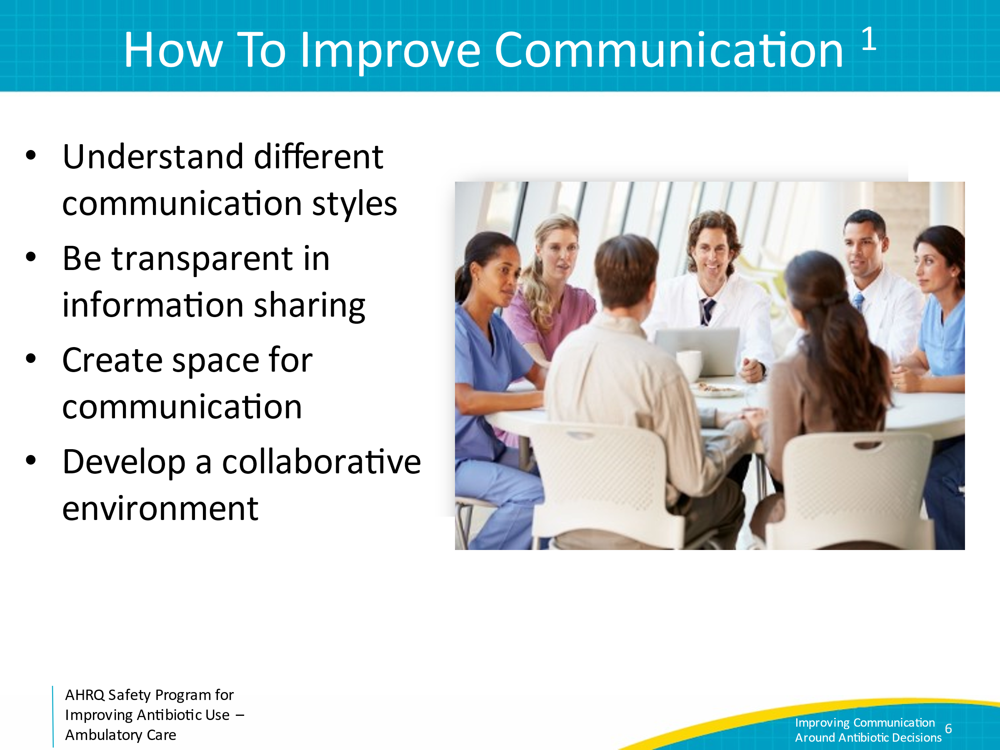 How To Improve Communication 1
• Understand different
communication styles
• Be transparent in
information sharing
• Create space for
communication
• Develop a collaborative
environment
AHRQ Safety Program for
Improving Antibiotic Use –
Ambulatory Care
Improving Communication
Around Antibiotic Decisions
6